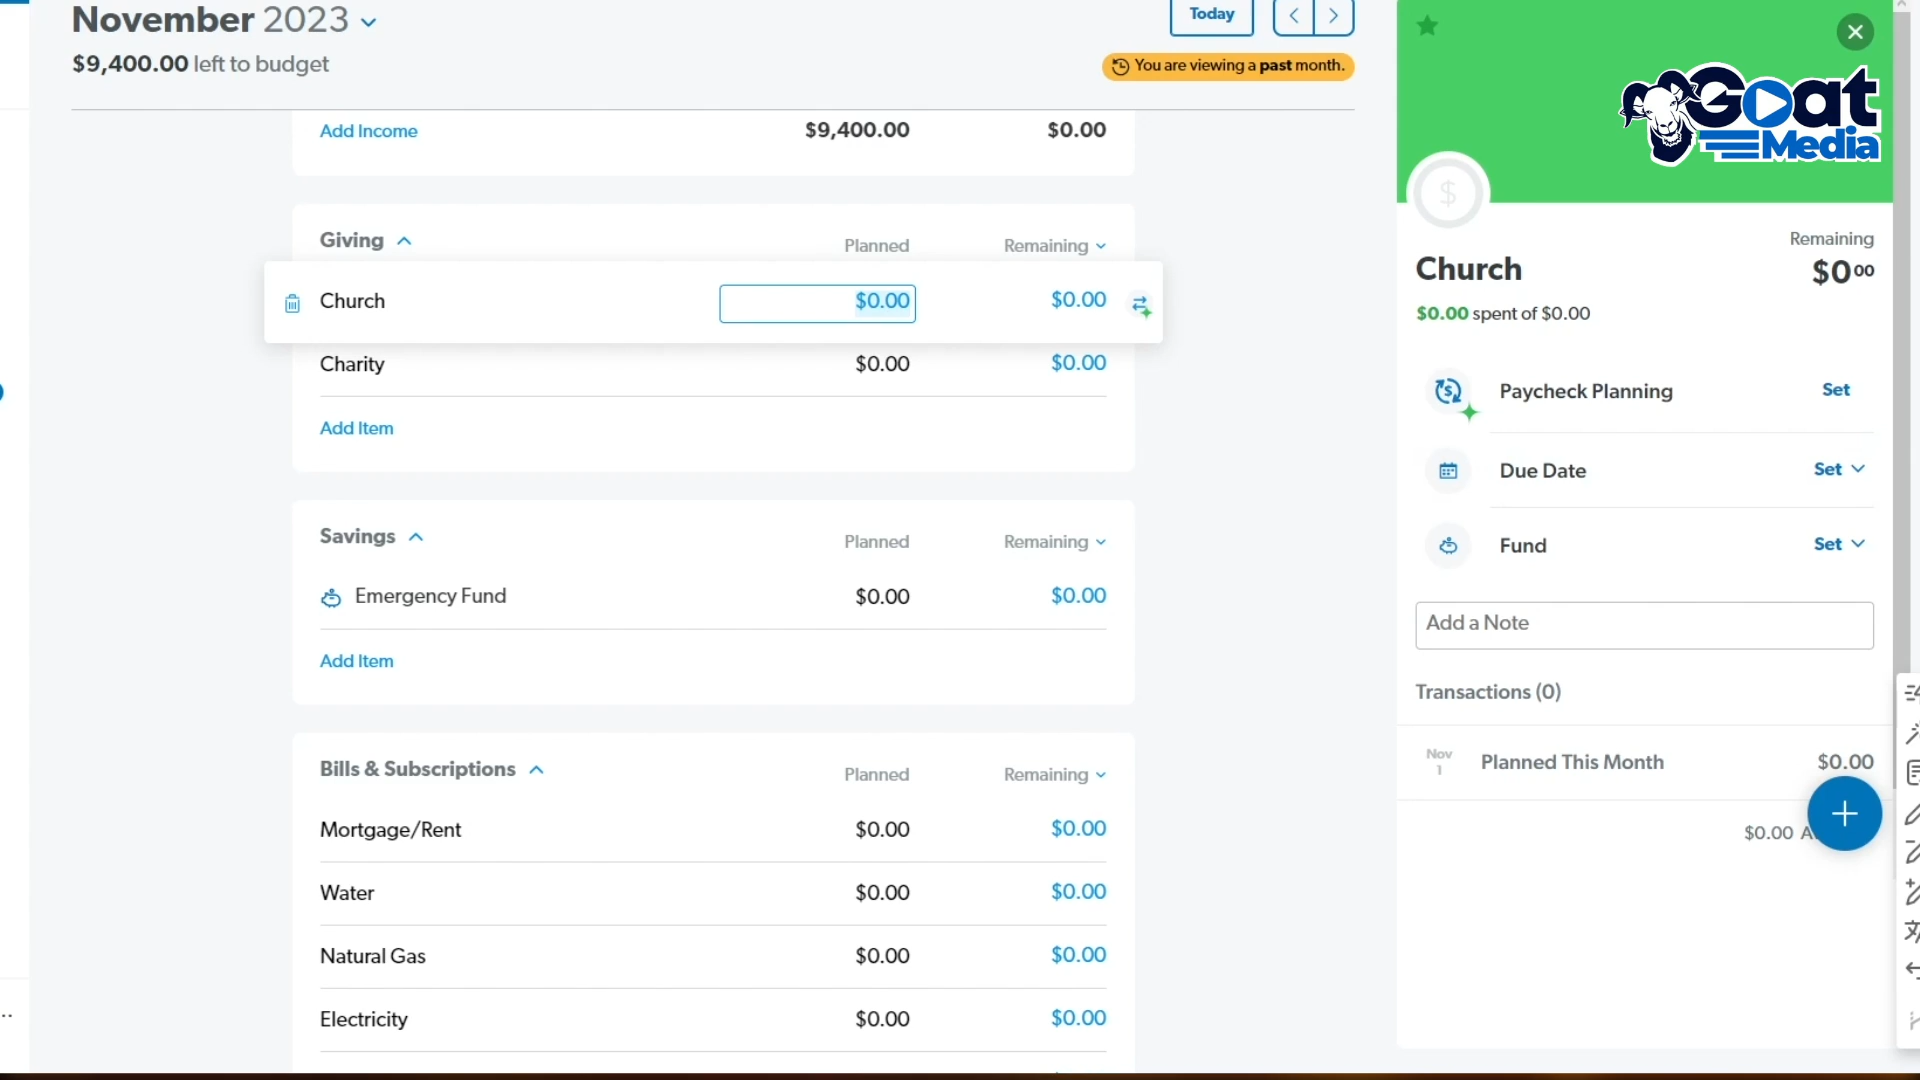 November 2023
Today
$9,400.00 left to budget
You are viewing a past month.
Add Income $9,400.00 $0.00
Giving Planned Remaining
Church $0.00 $0.00
Charity $0.00 $0.00
Add Item
Savings Planned Remaining
Emergency Fund $0.00 $0.00
Add Item
Bills & Subscriptions Planned Remaining
Mortgage/Rent $0.00 $0.00
Water $0.00 $0.00
Natural Gas $0.00 $0.00
Electricity $0.00 $0.00
Goat
Media
$
Remaining
Church $000
$0.00 spent of $0.00
Paycheck Planning Set
Due Date Set
Fund Set
Add a Note
Transactions (0)
Nov
1
Planned This Month $0.00
$0.00